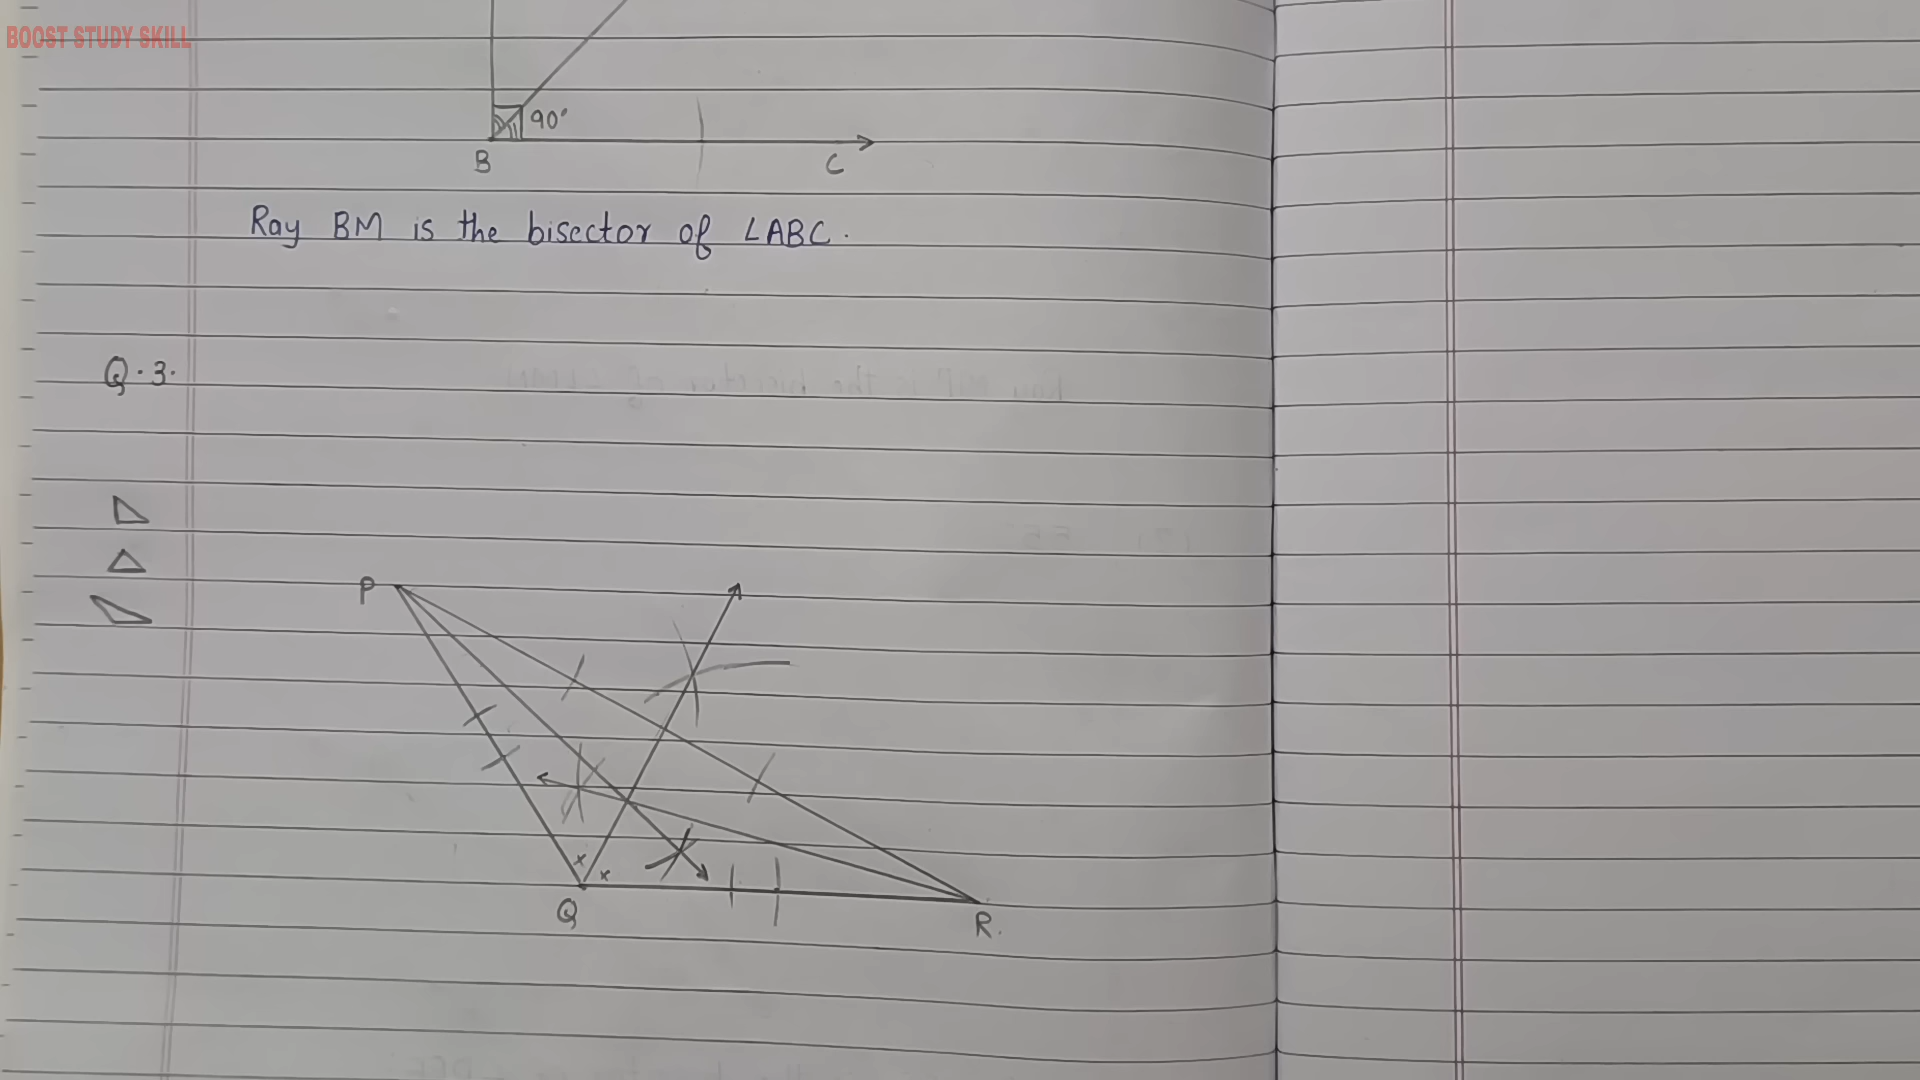 BOOST STUDY SKILL
90°
B
C
Ray BM is the bisector of ∠ABC.
Q.3.
P
x
x
Q
R.